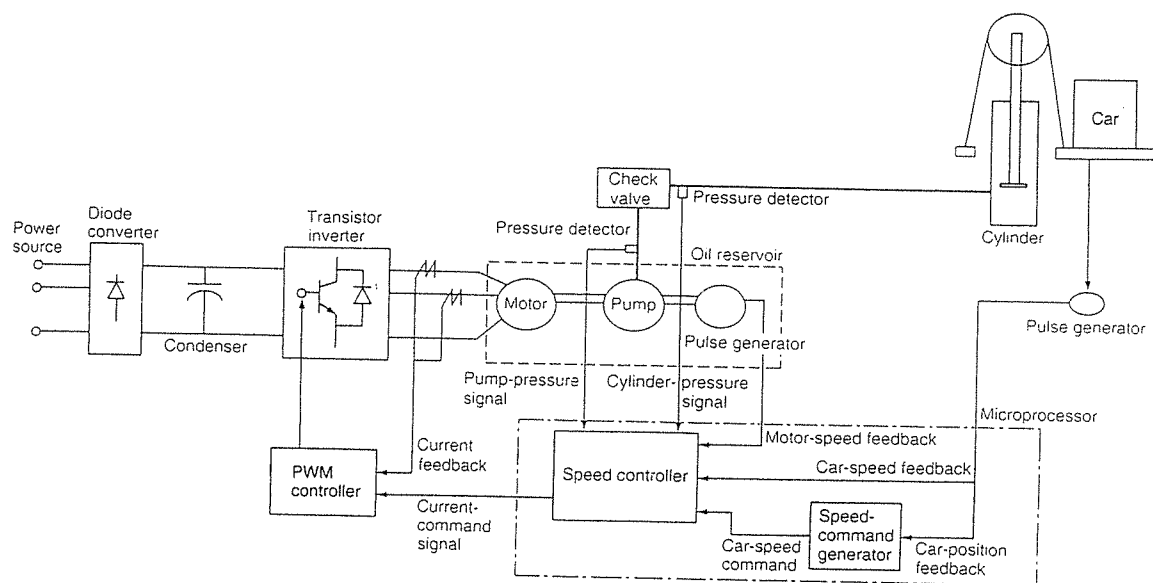 Car
Check
valve
Pressure detector
Cylinder
Power
source
Diode
converter
Transistor
inverter
Pressure detector
Oil reservoir
Motor
Pump
Condenser
Pulse generator
Pulse generator
Pump-pressure
signal
Cylinder-pressure
signal
Microprocessor
Motor-speed feedback
Current
feedback
PWM
controller
Speed controller
Car-speed feedback
Current-
command
signal
Car-speed
command
Speed-
command
generator
Car-position
feedback